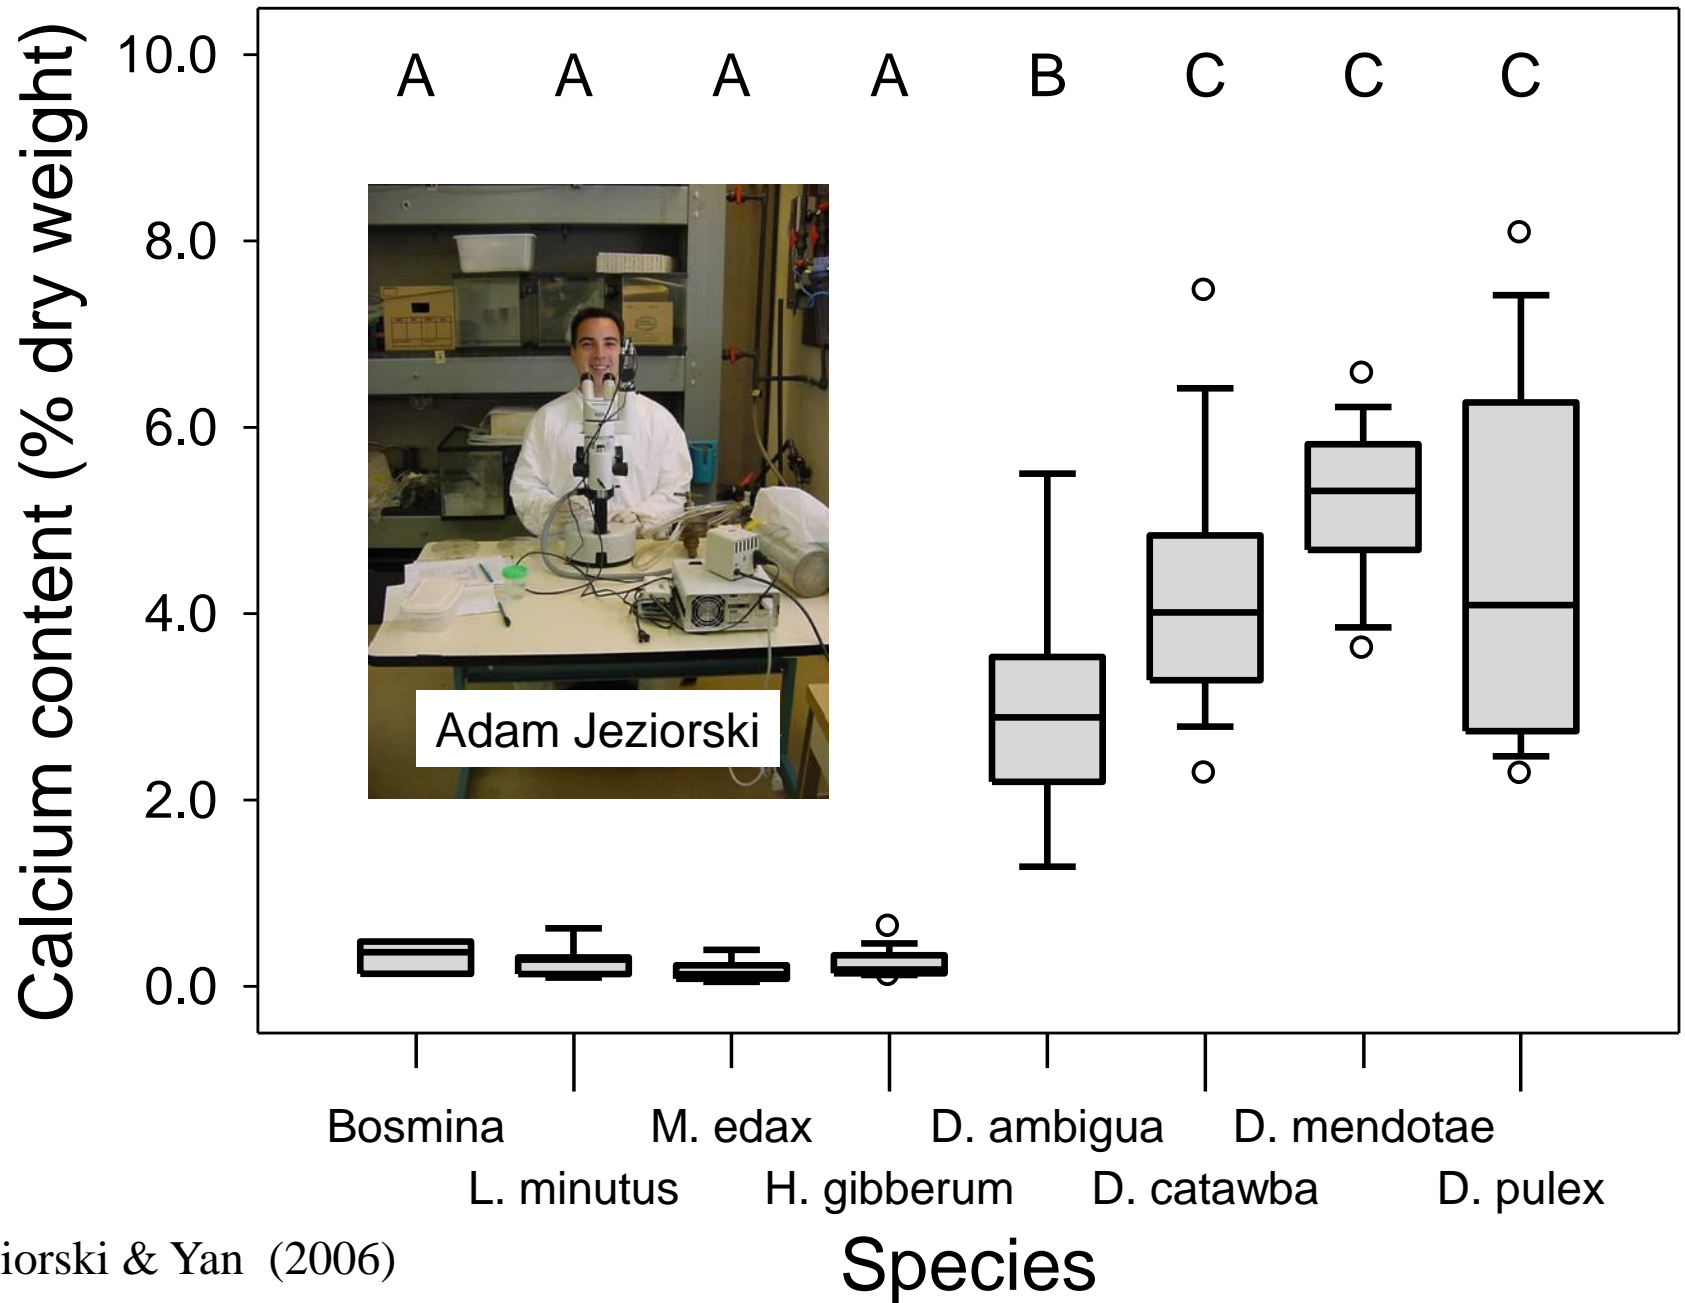 Calcium content (% dry weight)
10.0
8.0
6.0
4.0
2.0
0.0
A A A A B C C C
Adam Jeziorski
Bosmina M. edax D. ambigua D. mendotae
L. minutus H. gibberum D. catawba D. pulex
Species
iorski & Yan (2006)